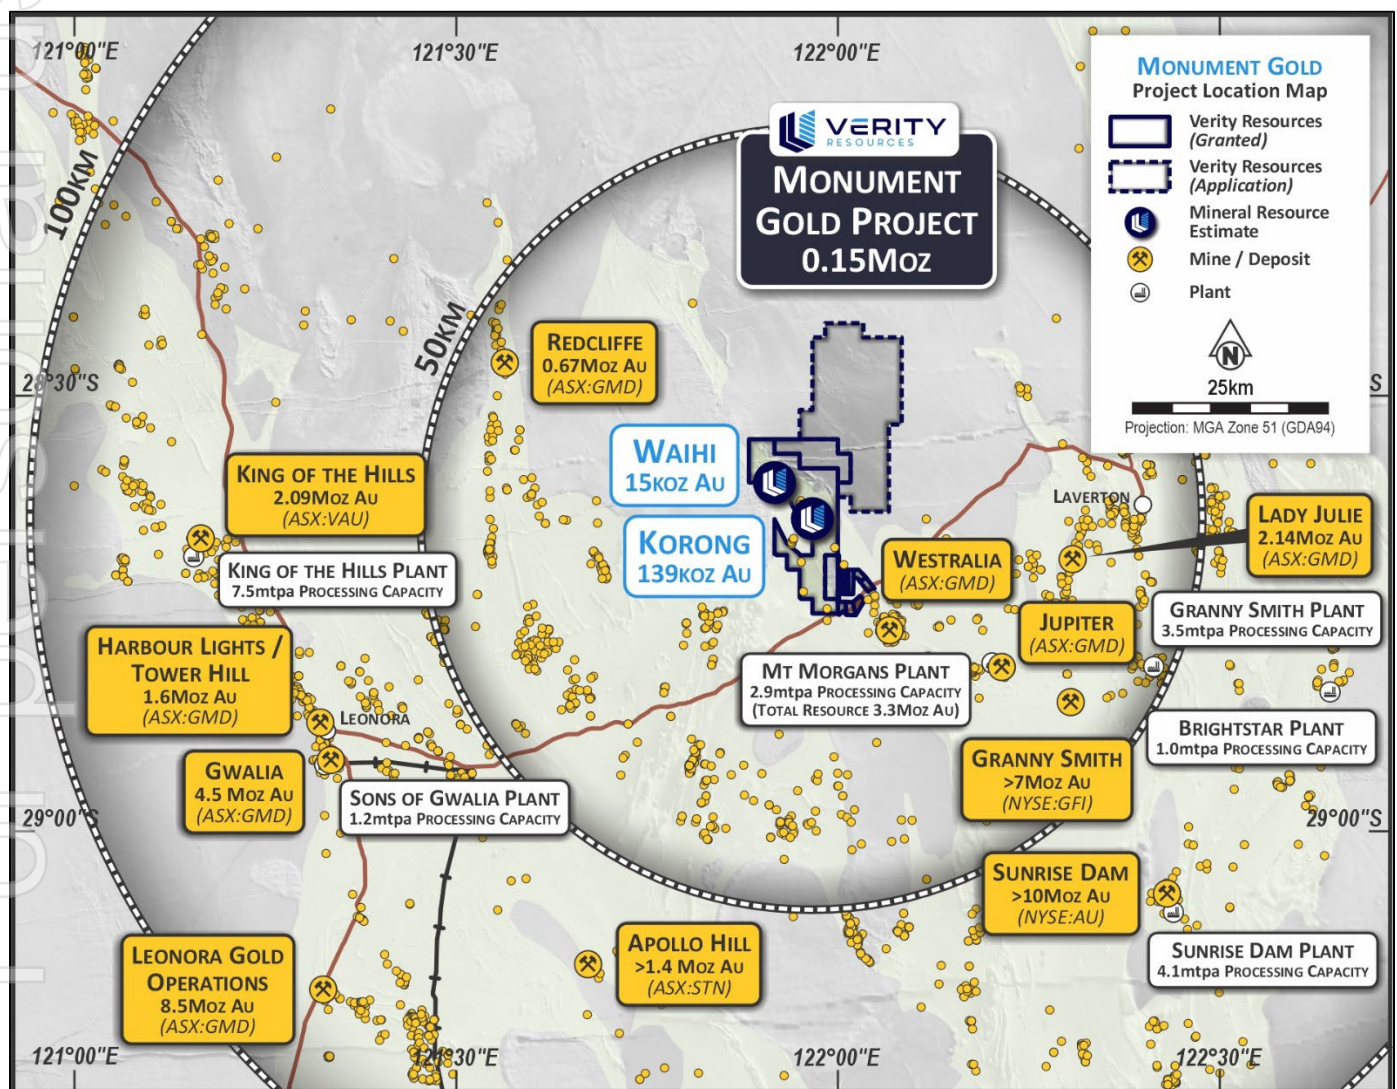 121°00"E
121°30"E
122°00"E
MONUMENT GOLD
Project Location Map
Verity Resources
(Granted)
Verity Resources
(Application)
Mineral Resource
Estimate
Mine / Deposit
Plant
N
25km
Projection: MGA Zone 51 (GDA94)
VERITY
RESOURCES
MONUMENT
GOLD PROJECT
0.15MOZ
100KM
50KM
28°30"S
S
REDCLIFFE
0.67MOZ AU
(ASX:GMD)
WAIHI
15KOZ AU
KORONG
139KOZ AU
KING OF THE HILLS
2.09MOZ AU
(ASX:VAU)
KING OF THE HILLS PLANT
7.5mtpa PROCESSING CAPACITY
LAVERTON
LADY JULIE
2.14MOZ AU
(ASX:GMD)
WESTRALIA
(ASX:GMD)
JUPITER
(ASX:GMD)
GRANNY SMITH PLANT
3.5mtpa PROCESSING CAPACITY
HARBOUR LIGHTS /
TOWER HILL
1.6MOZ AU
(ASX:GMD)
LEONORA
MT MORGANS PLANT
2.9mtpa PROCESSING CAPACITY
(TOTAL RESOURCE 3.3MOZ AU)
BRIGHTSTAR PLANT
1.0mtpa PROCESSING CAPACITY
GWALIA
4.5 MOZ AU
(ASX:GMD)
SONS OF GWALIA PLANT
1.2mtpa PROCESSING CAPACITY
GRANNY SMITH
>7MOZ AU
(NYSE:GFI)
29°00"S
29°00"S
SUNRISE DAM
>10MOZ AU
(NYSE:AU)
SUNRISE DAM PLANT
4.1mtpa PROCESSING CAPACITY
LEONORA GOLD
OPERATIONS
8.5MOZ AU
(ASX:GMD)
APOLLO HILL
>1.4 MOZ AU
(ASX:STN)
121°00"E
121°30"E
122°00"E
122°30"E